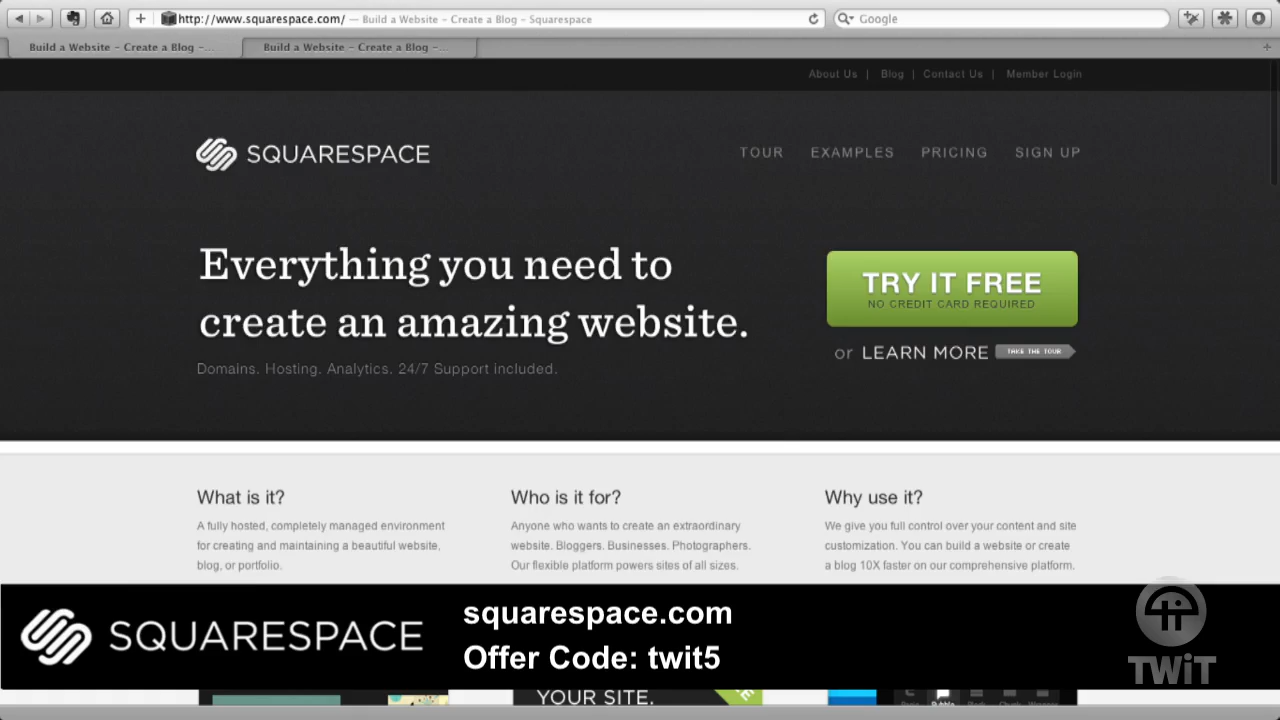 http://www.squarespace.com/ — Build a Website – Create a Blog – Squarespace
Google
Build a Website – Create a Blog –...
Build a Website – Create a Blog –...
About Us | Blog | Contact Us | Member Login
SQUARESPACE
TOUR EXAMPLES PRICING SIGN UP
Everything you need to
create an amazing website.
Domains. Hosting. Analytics. 24/7 Support included.
TRY IT FREE
NO CREDIT CARD REQUIRED
or LEARN MORE TAKE THE TOUR
What is it?
A fully hosted, completely managed environment
for creating and maintaining a beautiful website,
blog, or portfolio.
Who is it for?
Anyone who wants to create an extraordinary
website. Bloggers. Businesses. Photographers.
Our flexible platform powers sites of all sizes.
Why use it?
We give you full control over your content and site
customization. You can build a website or create
a blog 10X faster on our comprehensive platform.
SQUARESPACE
squarespace.com
Offer Code: twit5
TWiT
YOUR SITE.